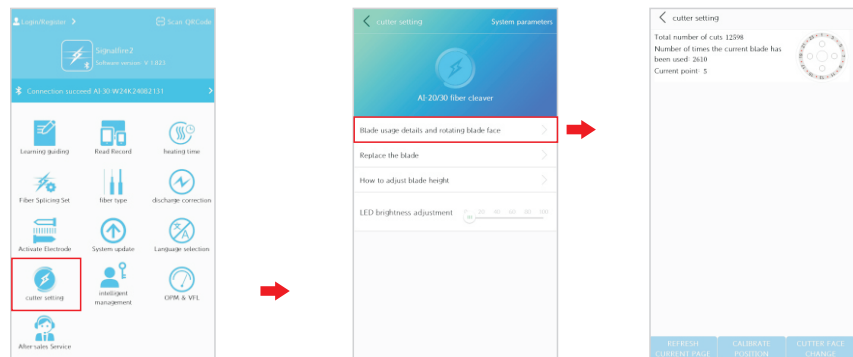 Login/Register >
Scan QRCode
Signalfire2
Software version: V 1.823
Connection succeed AI-30-W24K24082131 >
Learning guiding
Read Record
heating time
Fiber Splicing Set
fiber type
discharge correction
Activate Electrode
System update
Language selection
cutter setting
intelligent
management
OPM & VFL
After-sales Service
cutter setting
System parameters
AI-20/30 fiber cleaver
Blade usage details and rotating blade face
Replace the blade
How to adjust blade height
LED brightness adjustment
20 40 60 80 100
cutter setting
Total number of cuts 12598
Number of times the current blade has
been used: 2610
Current point: 5
REFRESH
CURRENT PAGE
CALIBRATE
POSITION
CUTTER FACE
CHANGE